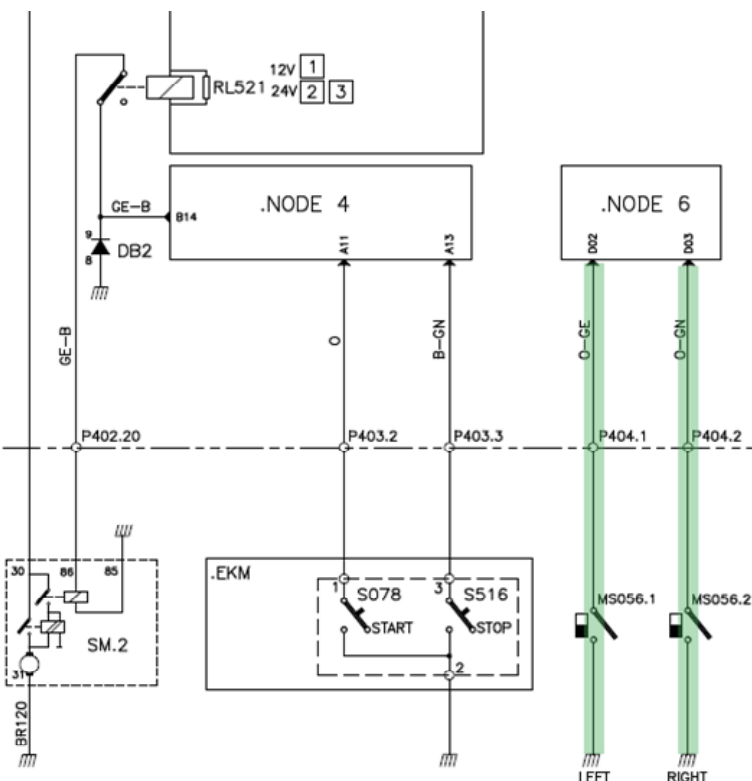 12V 1
RL521 24V 2 3
.NODE 4
.NODE 6
GE-B
B14
A11
A13
D02
D03
9
8
DB2
GE-B
O
B-GN
O-GE
O-GN
P402.20
P403.2
P403.3
P404.1
P404.2
30
86
85
.EKM
1
S078
START
3
S516
STOP
2
MS056.1
MS056.2
SM.2
31
BR120
LEFT
RIGHT